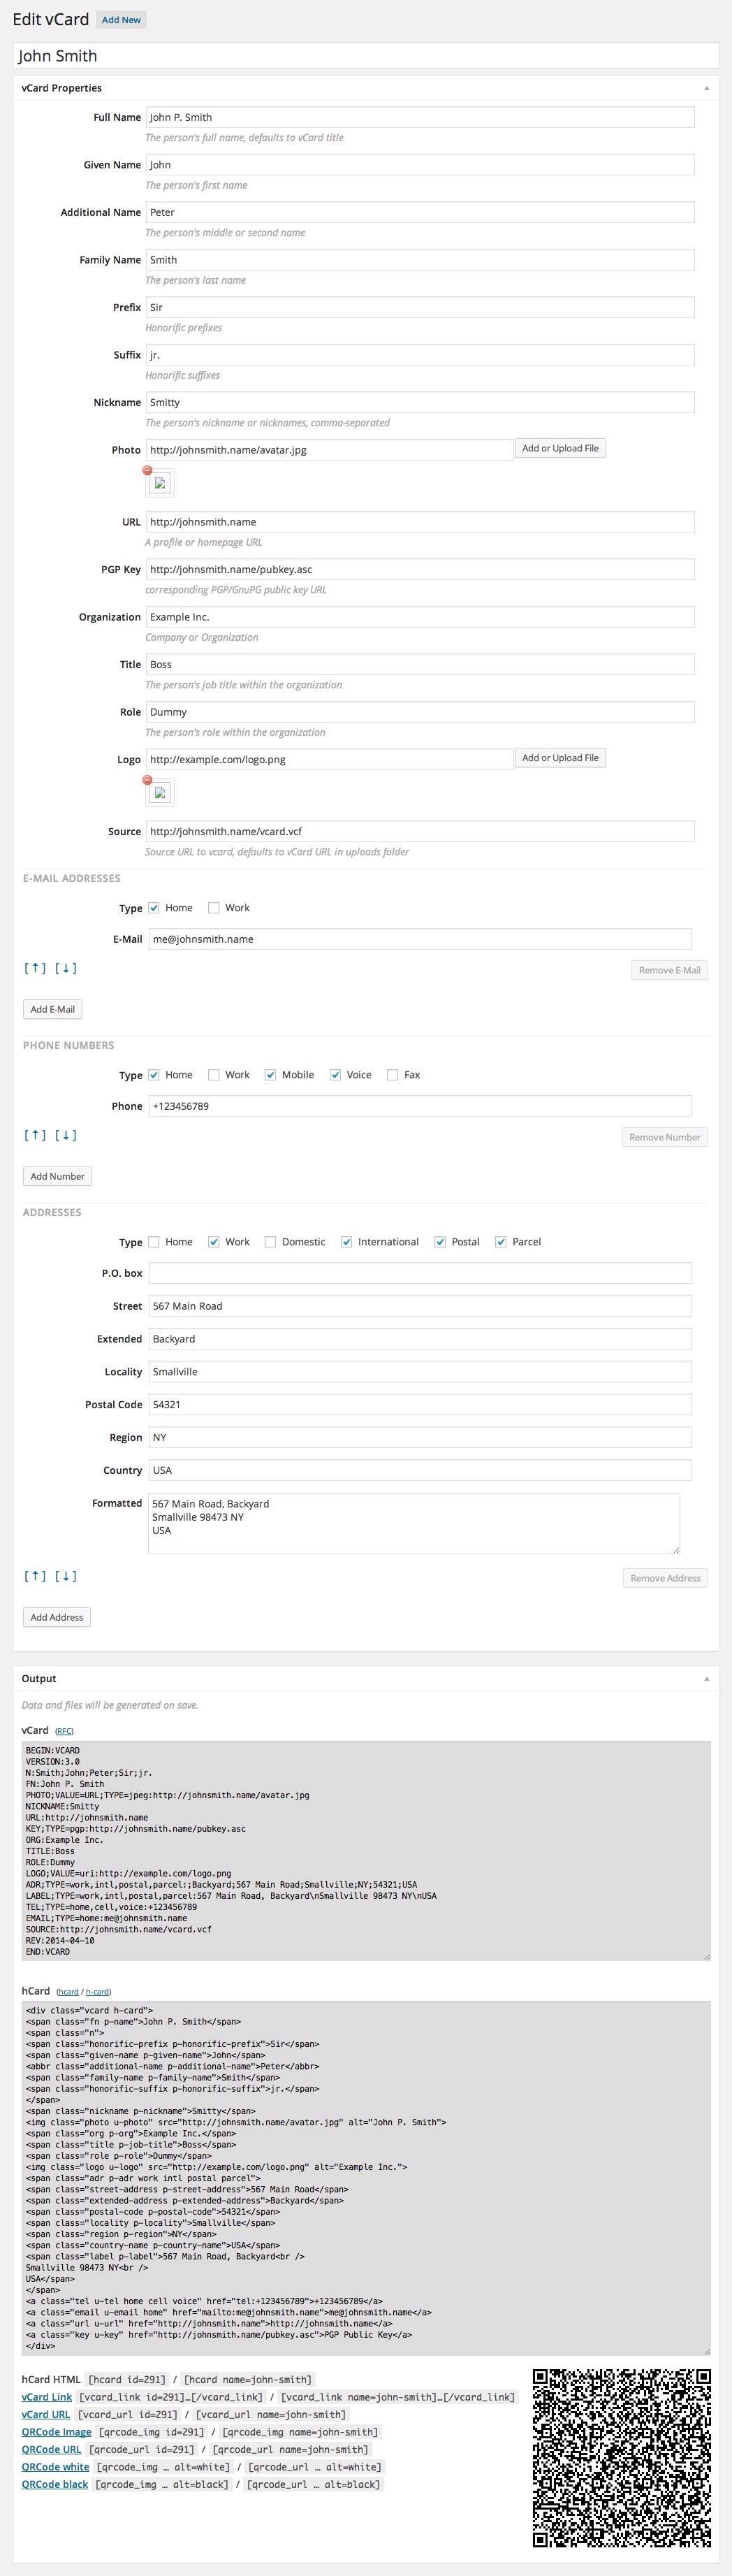 Edit vCard Add New
John Smith
vCard Properties
Full Name John P. Smith
The person's full name, defaults to vCard title
Given Name John
The person's first name
Additional Name Peter
The person's middle or second name
Family Name Smith
The person's last name
Prefix Sir
Honorific prefixes
Suffix jr.
Honorific suffixes
Nickname Smitty
The person's nickname or nicknames, comma-separated
Photo http://johnsmith.name/avatar.jpg Add or Upload File
URL http://johnsmith.name
A profile or homepage URL
PGP Key http://johnsmith.name/pubkey.asc
corresponding PGP/GnuPG public key URL
Organization Example Inc.
Company or Organization
Title Boss
The person's job title within the organization
Role Dummy
The person's role within the organization
Logo http://example.com/logo.png Add or Upload File
Source http://johnsmith.name/vcard.vcf
Source URL to vcard, defaults to vCard URL in uploads folder
E-MAIL ADDRESSES
Type Home Work
E-Mail me@johnsmith.name
[↑] [↓] Remove E-Mail
Add E-Mail
PHONE NUMBERS
Type Home Work Mobile Voice Fax
Phone +123456789
[↑] [↓] Remove Number
Add Number
ADDRESSES
Type Home Work Domestic International Postal Parcel
P.O. box
Street 567 Main Road
Extended Backyard
Locality Smallville
Postal Code 54321
Region NY
Country USA
Formatted 567 Main Road, Backyard
Smallville 98473 NY
USA
[↑] [↓] Remove Address
Add Address
Output
Data and files will be generated on save.
vCard (RFC)
BEGIN:VCARD
VERSION:3.0
N:Smith;John;Peter;Sir;jr.
FN:John P. Smith
PHOTO;VALUE=URL;TYPE=jpeg:http://johnsmith.name/avatar.jpg
NICKNAME:Smitty
URL:http://johnsmith.name
KEY;TYPE=pgp:http://johnsmith.name/pubkey.asc
ORG:Example Inc.
TITLE:Boss
ROLE:Dummy
LOGO;VALUE=uri:http://example.com/logo.png
ADR;TYPE=work,intl,postal,parcel:;Backyard;567 Main Road;Smallville;NY;54321;USA
LABEL;TYPE=work,intl,postal,parcel:567 Main Road, Backyard\nSmallville 98473 NY\nUSA
TEL;TYPE=home,cell,voice:+123456789
EMAIL;TYPE=home:me@johnsmith.name
SOURCE:http://johnsmith.name/vcard.vcf
REV:2014-04-10
END:VCARD
hCard (hcard / h-card)
<div class="vcard h-card">
<span class="fn p-name">John P. Smith</span>
<span class="n">
<span class="honorific-prefix p-honorific-prefix">Sir</span>
<span class="given-name p-given-name">John</span>
<abbr class="additional-name p-additional-name">Peter</abbr>
<span class="family-name p-family-name">Smith</span>
<span class="honorific-suffix p-honorific-suffix">jr.</span>
</span>
<span class="nickname p-nickname">Smitty</span>
<img class="photo u-photo" src="http://johnsmith.name/avatar.jpg" alt="John P. Smith">
<span class="org p-org">Example Inc.</span>
<span class="title p-job-title">Boss</span>
<span class="role p-role">Dummy</span>
<img class="logo u-logo" src="http://example.com/logo.png" alt="Example Inc.">
<span class="adr p-adr work intl postal parcel">
<span class="street-address p-street-address">567 Main Road</span>
<span class="extended-address p-extended-address">Backyard</span>
<span class="postal-code p-postal-code">54321</span>
<span class="locality p-locality">Smallville</span>
<span class="region p-region">NY</span>
<span class="country-name p-country-name">USA</span>
<span class="label p-label">567 Main Road, Backyard<br />
Smallville 98473 NY<br />
USA</span>
</span>
<a class="tel u-tel home cell voice" href="tel:+123456789">+123456789</a>
<a class="email u-email home" href="mailto:me@johnsmith.name">me@johnsmith.name</a>
<a class="url u-url" href="http://johnsmith.name">http://johnsmith.name</a>
<a class="key u-key" href="http://johnsmith.name/pubkey.asc">PGP Public Key</a>
</div>
hCard HTML [hcard id=291] / [hcard name=john-smith]
vCard Link [vcard_link id=291]…[/vcard_link] / [vcard_link name=john-smith]…[/vcard_link]
vCard URL [vcard_url id=291] / [vcard_url name=john-smith]
QRCode Image [qrcode_img id=291] / [qrcode_img name=john-smith]
QRCode URL [qrcode_url id=291] / [qrcode_url name=john-smith]
QRCode white [qrcode_img … alt=white] / [qrcode_url … alt=white]
QRCode black [qrcode_img … alt=black] / [qrcode_url … alt=black]